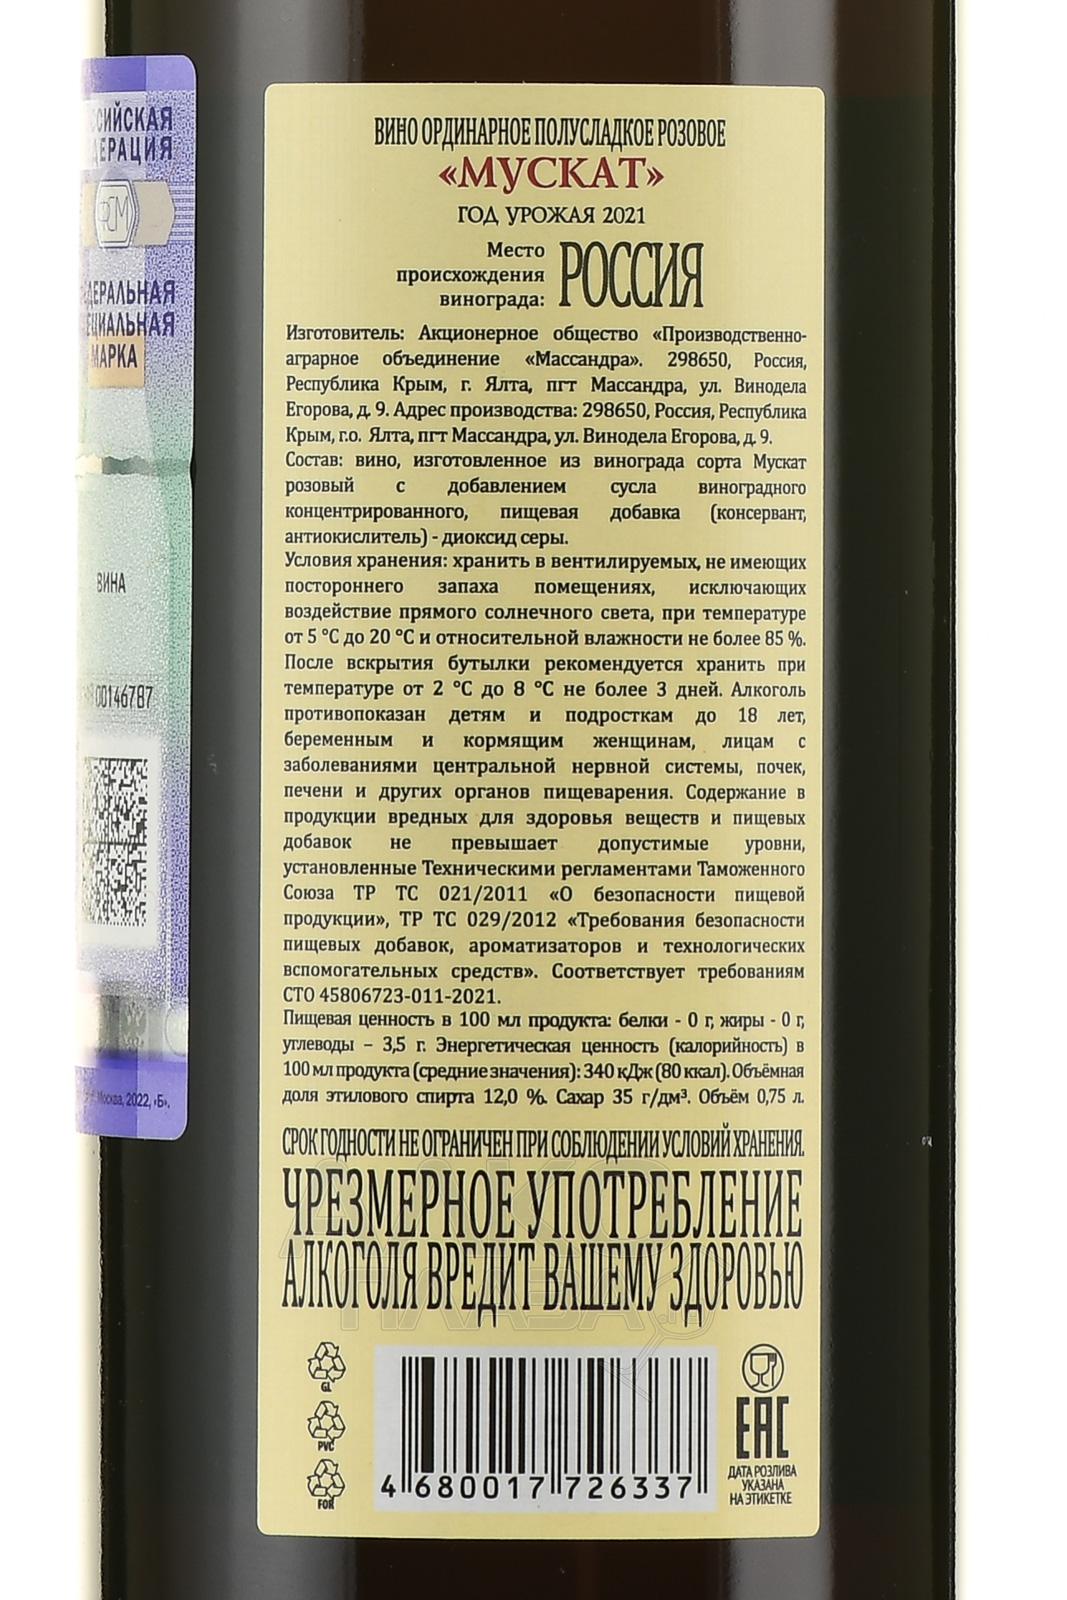 ВИНО ОРДИНАРНОЕ ПОЛУСЛАДКОЕ РОЗОВОЕ
«МУСКАТ»
ГОД УРОЖАЯ 2021
Место
происхождения
винограда:
РОССИЯ
Изготовитель: Акционерное общество «Производственно-
аграрное объединение «Массандра». 298650, Россия,
Республика Крым, г. Ялта, пгт Массандра, ул. Винодела
Егорова, д. 9. Адрес производства: 298650, Россия, Республика
Крым, г.о. Ялта, пгт Массандра, ул. Винодела Егорова, д. 9.
Состав: вино, изготовленное из винограда сорта Мускат
розовый с добавлением сусла виноградного
концентрированного, пищевая добавка (консервант,
антиокислитель) - диоксид серы.
Условия хранения: хранить в вентилируемых, не имеющих
постороннего запаха помещениях, исключающих
воздействие прямого солнечного света, при температуре
от 5 °С до 20 °С и относительной влажности не более 85 %.
После вскрытия бутылки рекомендуется хранить при
температуре от 2 °С до 8 °С не более 3 дней. Алкоголь
противопоказан детям и подросткам до 18 лет,
беременным и кормящим женщинам, лицам с
заболеваниями центральной нервной системы, почек,
печени и других органов пищеварения. Содержание в
продукции вредных для здоровья веществ и пищевых
добавок не превышает допустимые уровни,
установленные Техническими регламентами Таможенного
Союза ТР ТС 021/2011 «О безопасности пищевой
продукции», ТР ТС 029/2012 «Требования безопасности
пищевых добавок, ароматизаторов и технологических
вспомогательных средств». Соответствует требованиям
СТО 45806723-011-2021.
Пищевая ценность в 100 мл продукта: белки - 0 г, жиры - 0 г,
углеводы – 3,5 г. Энергетическая ценность (калорийность) в
100 мл продукта (средние значения): 340 кДж (80 ккал). Объёмная
доля этилового спирта 12,0 %. Сахар 35 г/дм³. Объём 0,75 л.
СРОК ГОДНОСТИ НЕ ОГРАНИЧЕН ПРИ СОБЛЮДЕНИИ УСЛОВИЙ ХРАНЕНИЯ.
ЧРЕЗМЕРНОЕ УПОТРЕБЛЕНИЕ
АЛКОГОЛЯ ВРЕДИТ ВАШЕМУ ЗДОРОВЬЮ
GL
PVC
FOR
4 680017 726337
EAC
ДАТА РОЗЛИВА
УКАЗАНА
НА ЭТИКЕТКЕ
ССИЙСКАЯ
ДЕРАЦИЯ
ФСМ
ДЕРАЛЬНАЯ
ЕЦИАЛЬНАЯ
МАРКА
ВИНА
00146787
Москва, 2022, «Б»,
АЛКО
ПЛАЗА